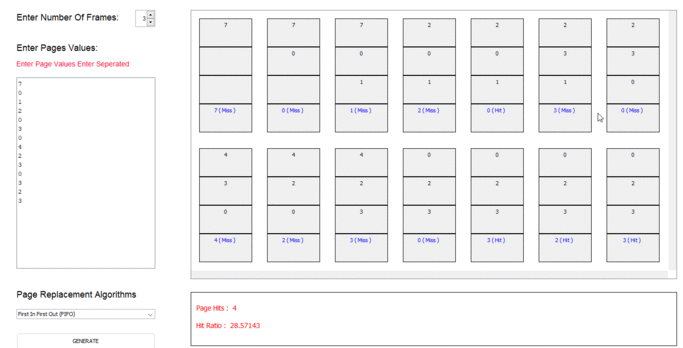 Enter Number Of Frames: 3
Enter Pages Values:
Enter Page Values Enter Seperated
7
0
1
2
0
3
0
4
2
3
0
3
2
3
Page Replacement Algorithms
First In First Out (FIFO)
GENERATE
7 7 7 2 2 2 2
0 0 0 0 3 3
1 1 1 1 0
7 ( Miss ) 0 ( Miss ) 1 ( Miss ) 2 ( Miss ) 0 ( Hit ) 3 ( Miss ) 0 ( Miss )
4 4 4 0 0 0 0
3 2 2 2 2 2 2
0 0 3 3 3 3 3
4 ( Miss ) 2 ( Miss ) 3 ( Miss ) 0 ( Miss ) 3 ( Hit ) 2 ( Hit ) 3 ( Hit )
Page Hits : 4
Hit Ratio : 28.57143